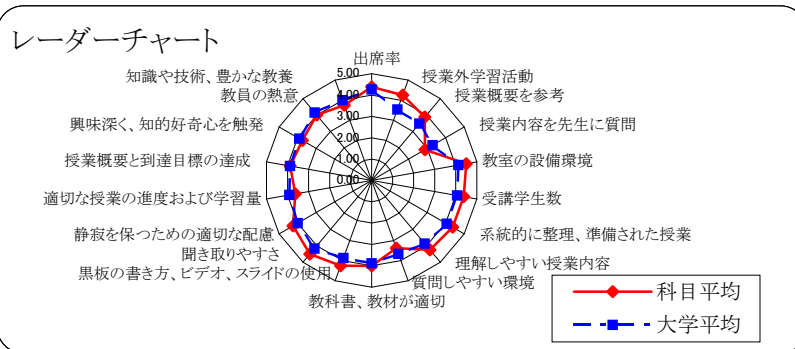 レーダーチャート
出席率
授業外学習活動
授業概要を参考
授業内容を先生に質問
教室の設備環境
受講学生数
系統的に整理、準備された授業
理解しやすい授業内容
質問しやすい環境
教科書、教材が適切
黒板の書き方、ビデオ、スライドの使用
聞き取りやすさ
静寂を保つための適切な配慮
適切な授業の進度および学習量
授業概要と到達目標の達成
興味深く、知的好奇心を触発
教員の熱意
知識や技術、豊かな教養
5.00
4.00
3.00
2.00
1.00
0.00
科目平均
大学平均